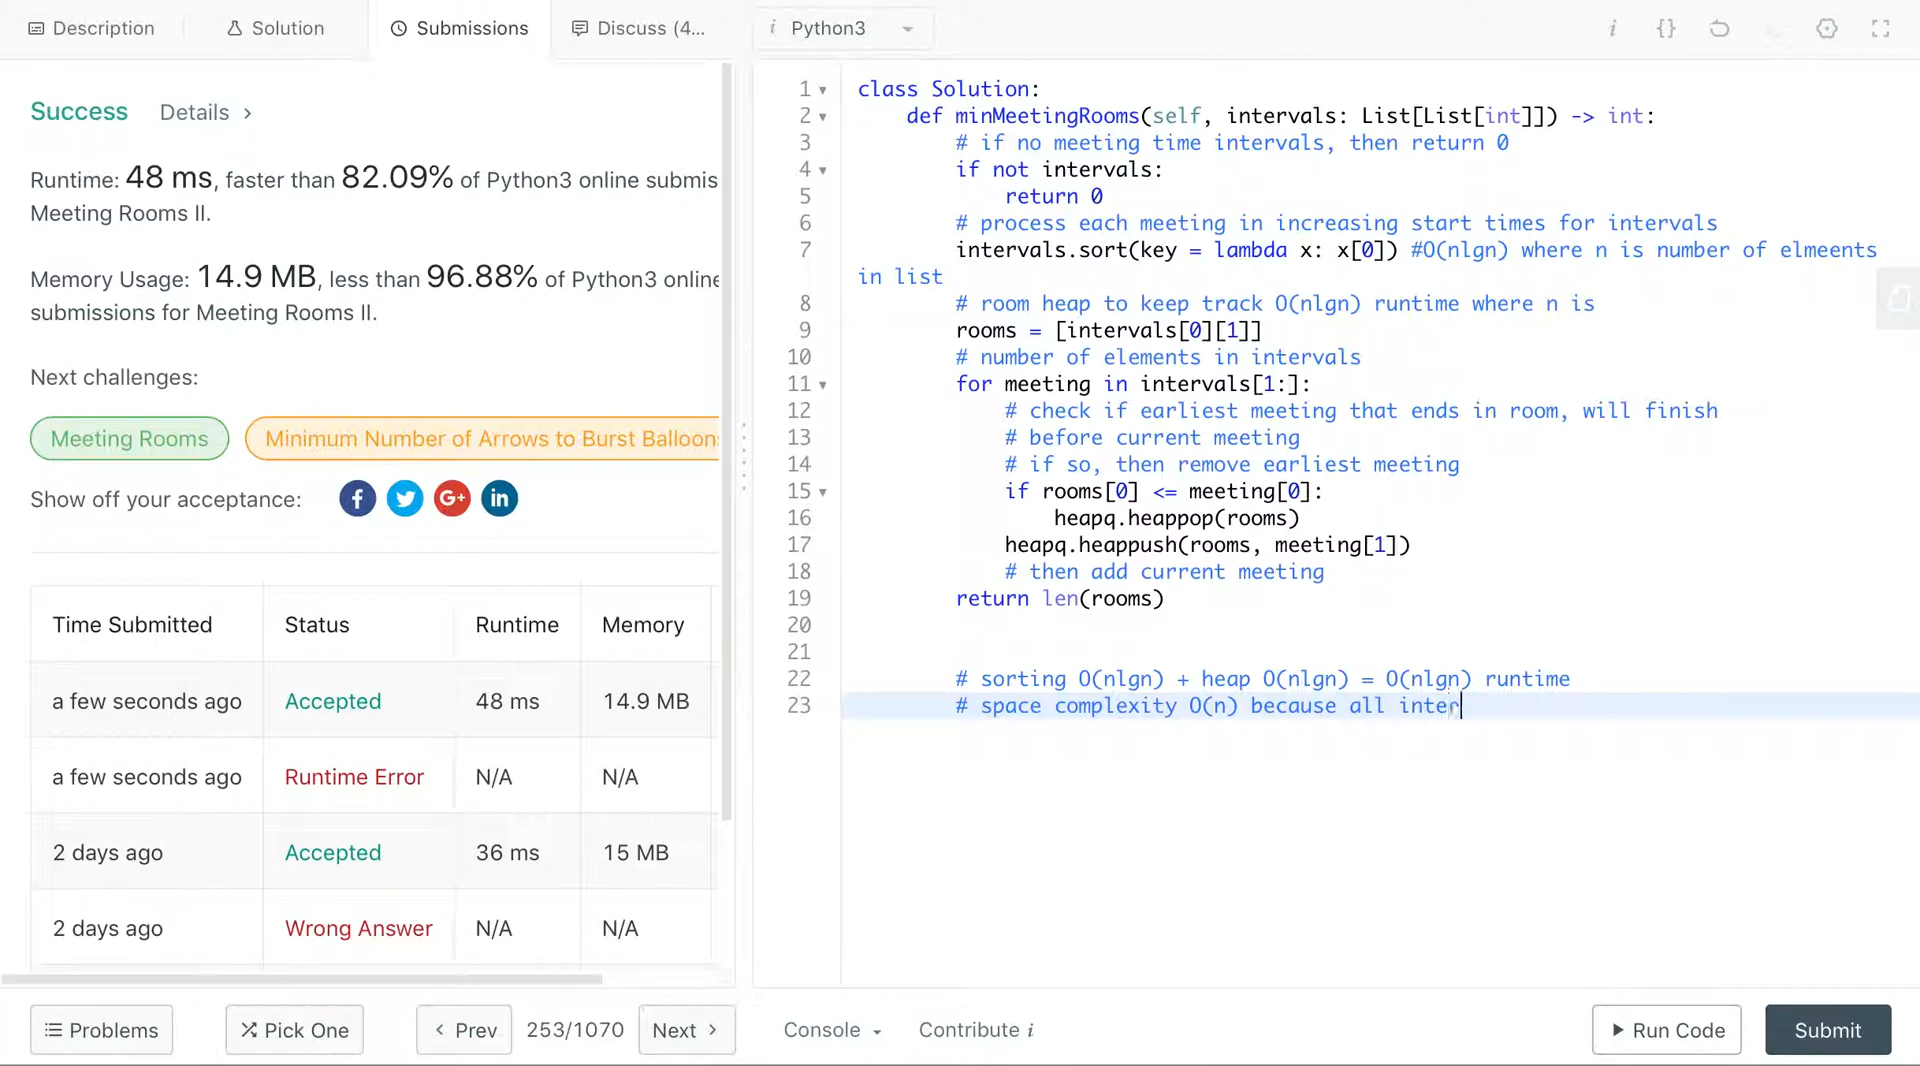 Description
Solution
Submissions
Discuss (4...
Success
Details >
Runtime: 48 ms, faster than 82.09% of Python3 online submis
Meeting Rooms II.
Memory Usage: 14.9 MB, less than 96.88% of Python3 online
submissions for Meeting Rooms II.
Next challenges:
Meeting Rooms
Minimum Number of Arrows to Burst Balloons
Show off your acceptance:
f
G+
in
Time Submitted Status Runtime Memory
a few seconds ago Accepted 48 ms 14.9 MB
a few seconds ago Runtime Error N/A N/A
2 days ago Accepted 36 ms 15 MB
2 days ago Wrong Answer N/A N/A
Problems
Pick One
< Prev
253/1070
Next >
i Python3
i {}
1 class Solution:
2 def minMeetingRooms(self, intervals: List[List[int]]) -> int:
3 # if no meeting time intervals, then return 0
4 if not intervals:
5 return 0
6 # process each meeting in increasing start times for intervals
7 intervals.sort(key = lambda x: x[0]) #O(nlgn) where n is number of elmeents
in list
8 # room heap to keep track O(nlgn) runtime where n is
9 rooms = [intervals[0][1]]
10 # number of elements in intervals
11 for meeting in intervals[1:]:
12 # check if earliest meeting that ends in room, will finish
13 # before current meeting
14 # if so, then remove earliest meeting
15 if rooms[0] <= meeting[0]:
16 heapq.heappop(rooms)
17 heapq.heappush(rooms, meeting[1])
18 # then add current meeting
19 return len(rooms)
20
21
22 # sorting O(nlgn) + heap O(nlgn) = O(nlgn) runtime
23 # space complexity O(n) because all inter
Console
Contribute i
Run Code
Submit